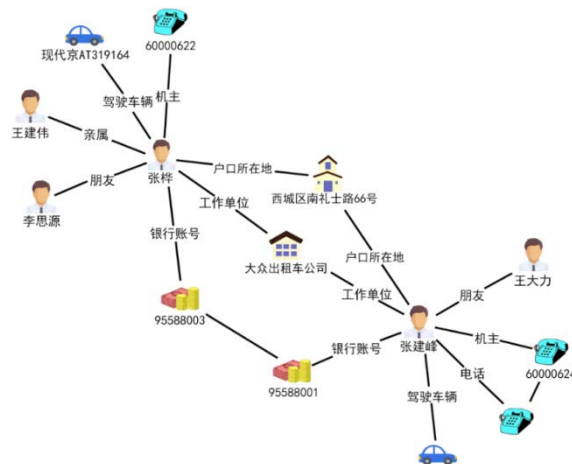 60000622
现代京AT319164
驾驶车辆
机主
王建伟
亲属
张桦
户口所在地
朋友
李思源
工作单位
西城区南礼士路66号
银行账号
大众出租车公司
户口所在地
王大力
95588003
工作单位
朋友
张建峰
银行账号
机主
60000624
电话
95588001
驾驶车辆